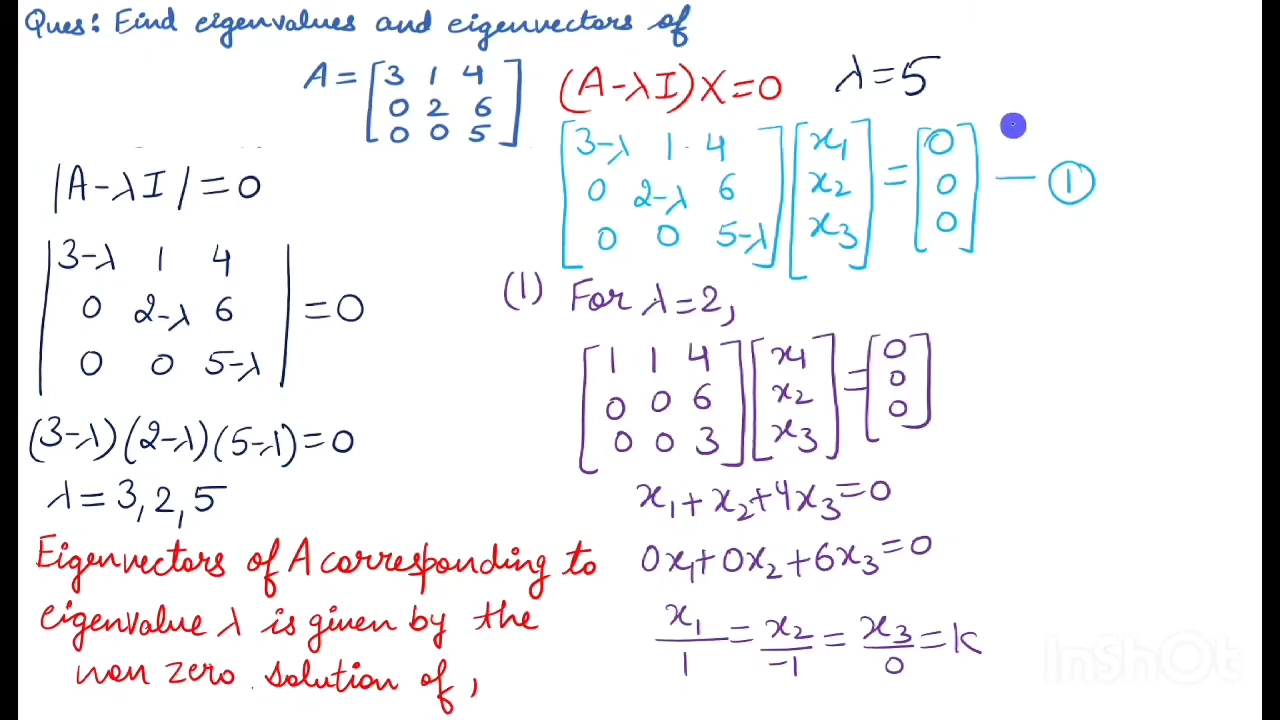 Ques: Find eigenvalues and eigenvectors of
A = [3 1 4
0 2 6
0 0 5]
|A-λI| = 0
|3-λ 1 4
0 2-λ 6
0 0 5-λ| = 0
(3-λ)(2-λ)(5-λ)=0
λ = 3, 2, 5
Eigenvectors of A corresponding to
eigenvalue λ is given by the
non zero solution of,
(A-λI)X=0
λ=5
[3-λ 1 4] [x₁] = [0]
[0 2-λ 6] [x₂] = [0] — ①
[0 0 5-λ] [x₃] = [0]
(1) For λ=2,
[1 1 4] [x₁] = [0]
[0 0 6] [x₂] = [0]
[0 0 3] [x₃] = [0]
x₁+x₂+4x₃=0
0x₁+0x₂+6x₃=0
x₁/1 = x₂/-1 = x₃/0 = k
InShOt